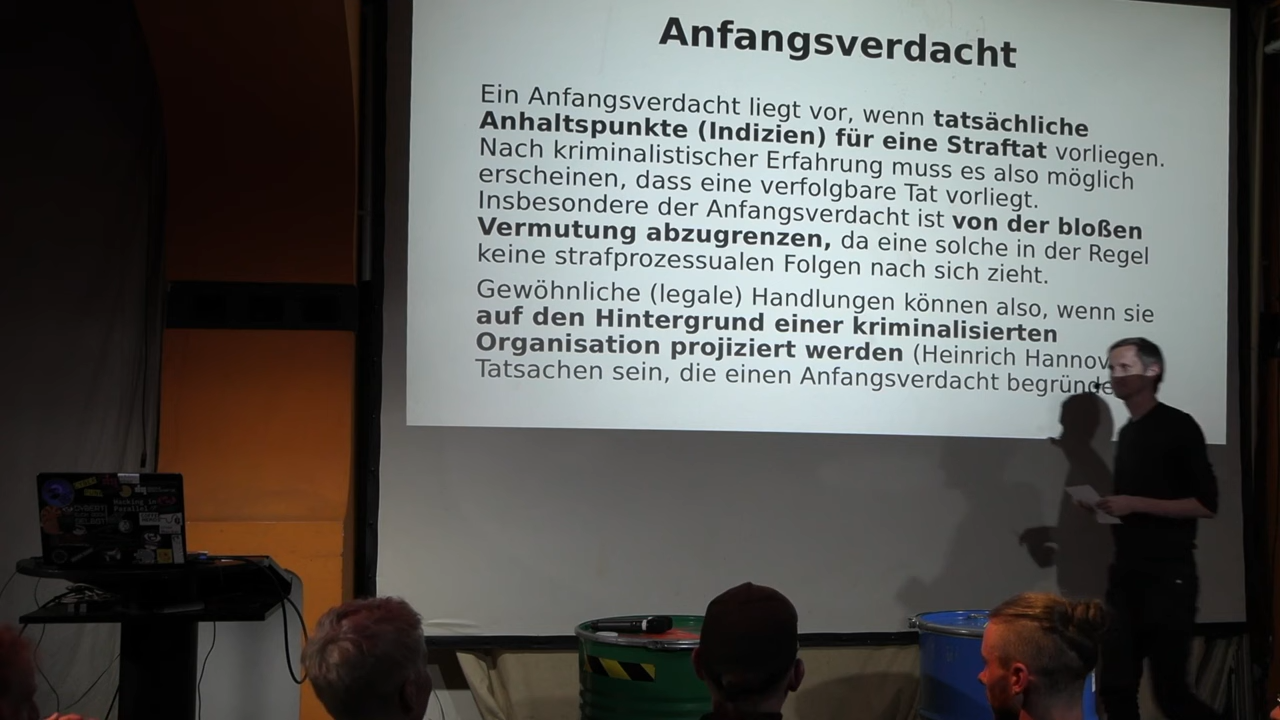 Anfangsverdacht
Ein Anfangsverdacht liegt vor, wenn tatsächliche
Anhaltspunkte (Indizien) für eine Straftat vorliegen.
Nach kriminalistischer Erfahrung muss es also möglich
erscheinen, dass eine verfolgbare Tat vorliegt.
Insbesondere der Anfangsverdacht ist von der bloßen
Vermutung abzugrenzen, da eine solche in der Regel
keine strafprozessualen Folgen nach sich zieht.
Gewöhnliche (legale) Handlungen können also, wenn sie
auf den Hintergrund einer kriminalisierten
Organisation projiziert werden (Heinrich Hannov
Tatsachen sein, die einen Anfangsverdacht begründe